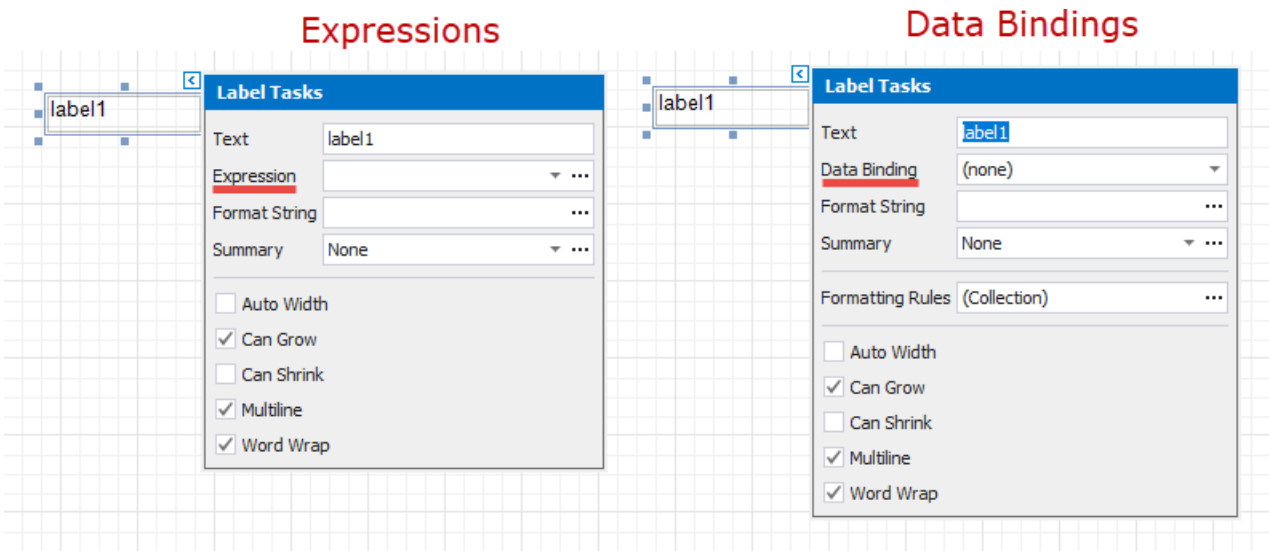 Expressions
label1
Label Tasks
Text label1
Expression
Format String
Summary None
Auto Width
Can Grow
Can Shrink
Multiline
Word Wrap
Data Bindings
label1
Label Tasks
Text label1
Data Binding (none)
Format String
Summary None
Formatting Rules (Collection)
Auto Width
Can Grow
Can Shrink
Multiline
Word Wrap